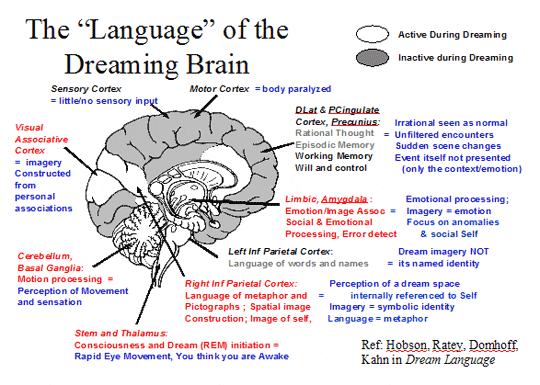 The “Language” of the
Dreaming Brain
Active During Dreaming
Inactive during Dreaming
Sensory Cortex
= little/no sensory input
Motor Cortex = body paralyzed
Visual
Associative
Cortex
= imagery
Constructed
from
personal
associations
DLat & PCingulate
Cortex, Precunius:
Rational Thought
Episodic Memory
Working Memory
Will and control
Irrational seen as normal
= Unfiltered encounters
Sudden scene changes
Event itself not presented
(only the context/emotion)
Limbic, Amygdala :
Emotion/Image Assoc =
Social & Emotional
Processing, Error detect
Emotional processing;
Imagery = emotion
Focus on anomalies
& social Self
Left Inf Parietal Cortex:
Language of words and names =
Dream imagery NOT
its named identity
Cerebellum,
Basal Ganglia:
Motion processing =
Perception of Movement
and sensation
Right Inf Parietal Cortex:
Language of metaphor and =
Pictographs ; Spatial image
Construction; Image of self,
Perception of a dream space
internally referenced to Self
Imagery = symbolic identity
Language = metaphor
Stem and Thalamus:
Consciousness and Dream (REM) initiation =
Rapid Eye Movement, You think you are Awake
Ref: Hobson, Ratey, Domhoff,
Kahn in Dream Language